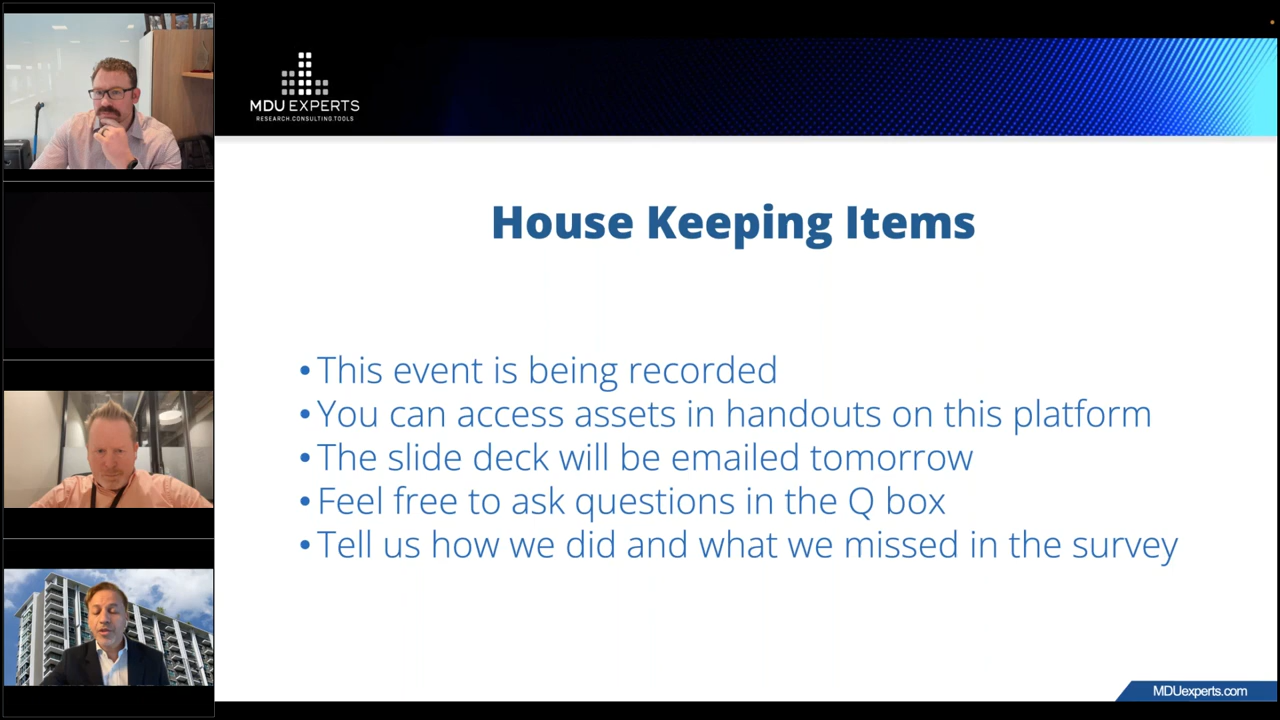 MDU EXPERTS
RESEARCH.CONSULTING.TOOLS
House Keeping Items
• This event is being recorded
• You can access assets in handouts on this platform
• The slide deck will be emailed tomorrow
• Feel free to ask questions in the Q box
• Tell us how we did and what we missed in the survey
MDUexperts.com